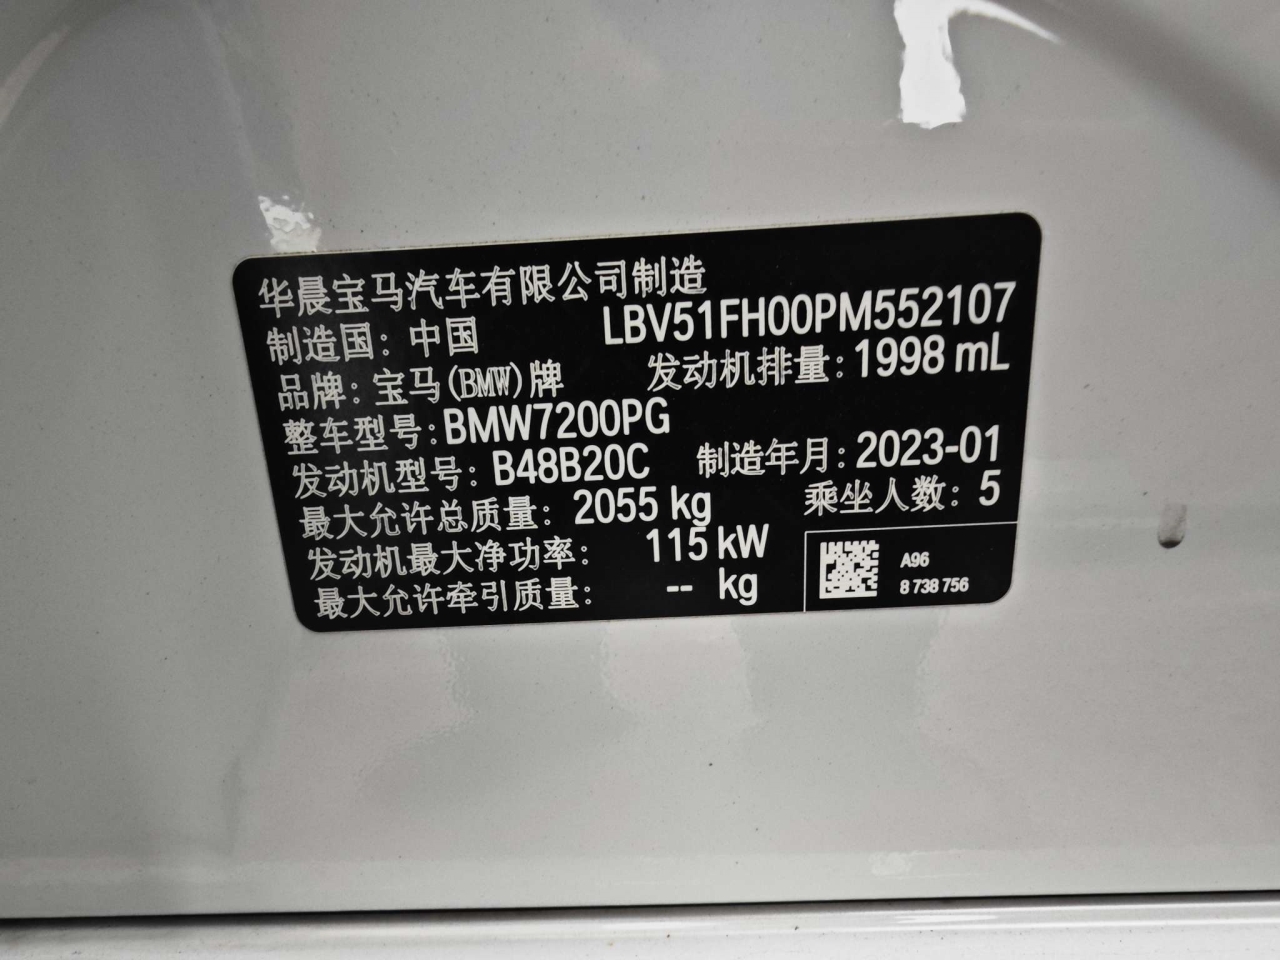 华晨宝马汽车有限公司制造
制造国：中国 LBV51FH00PM552107
品牌：宝马(BMW)牌 发动机排量：1998 mL
整车型号：BMW7200PG
发动机型号：B48B20C 制造年月：2023-01
最大允许总质量：2055 kg 乘坐人数：5
发动机最大净功率：115 kW
最大允许牵引质量：-- kg
A96
8 738 756